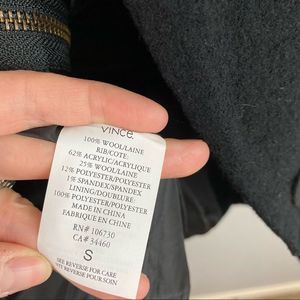 VINCE.
100% WOOL/LAINE
RIB/COTE:
62% ACRYLIC/ACRYLIQUE
25% WOOL/LAINE
12% POLYESTER/POLYESTER
1% SPANDEX/SPANDEX
LINING/DOUBLURE:
100% POLYESTER/POLYESTER
MADE IN CHINA
FABRIQUE EN CHINE
RN# 106730
CA# 34460
S
SEE REVERSE FOR CARE
REVERSE POUR SOIN